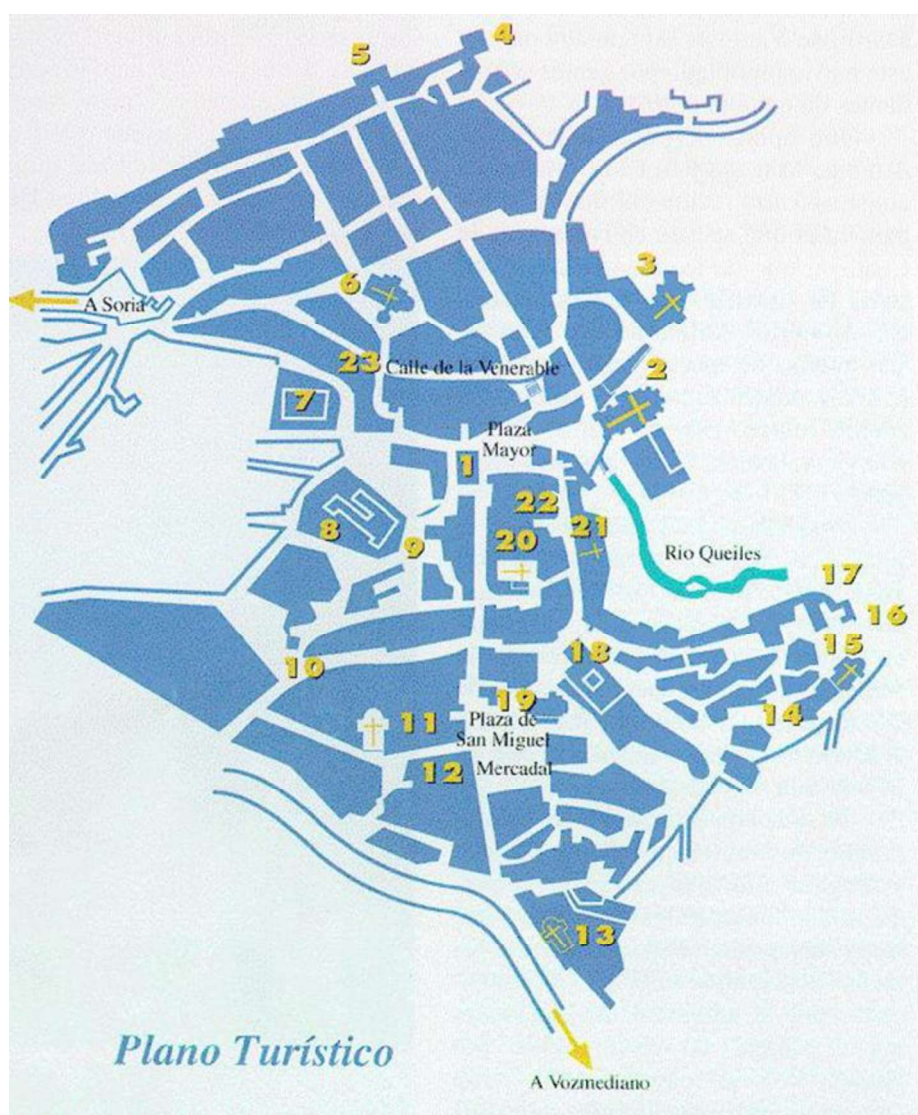 4
5
3
6
A Soria
23
Calle de la Venerable
2
7
Plaza
Mayor
1
22
8
9
20
21
Rio Queiles
17
16
18
15
10
19
14
11
Plaza de
San Miguel
12
Mercadal
13
Plano Turístico
A Vozmediano